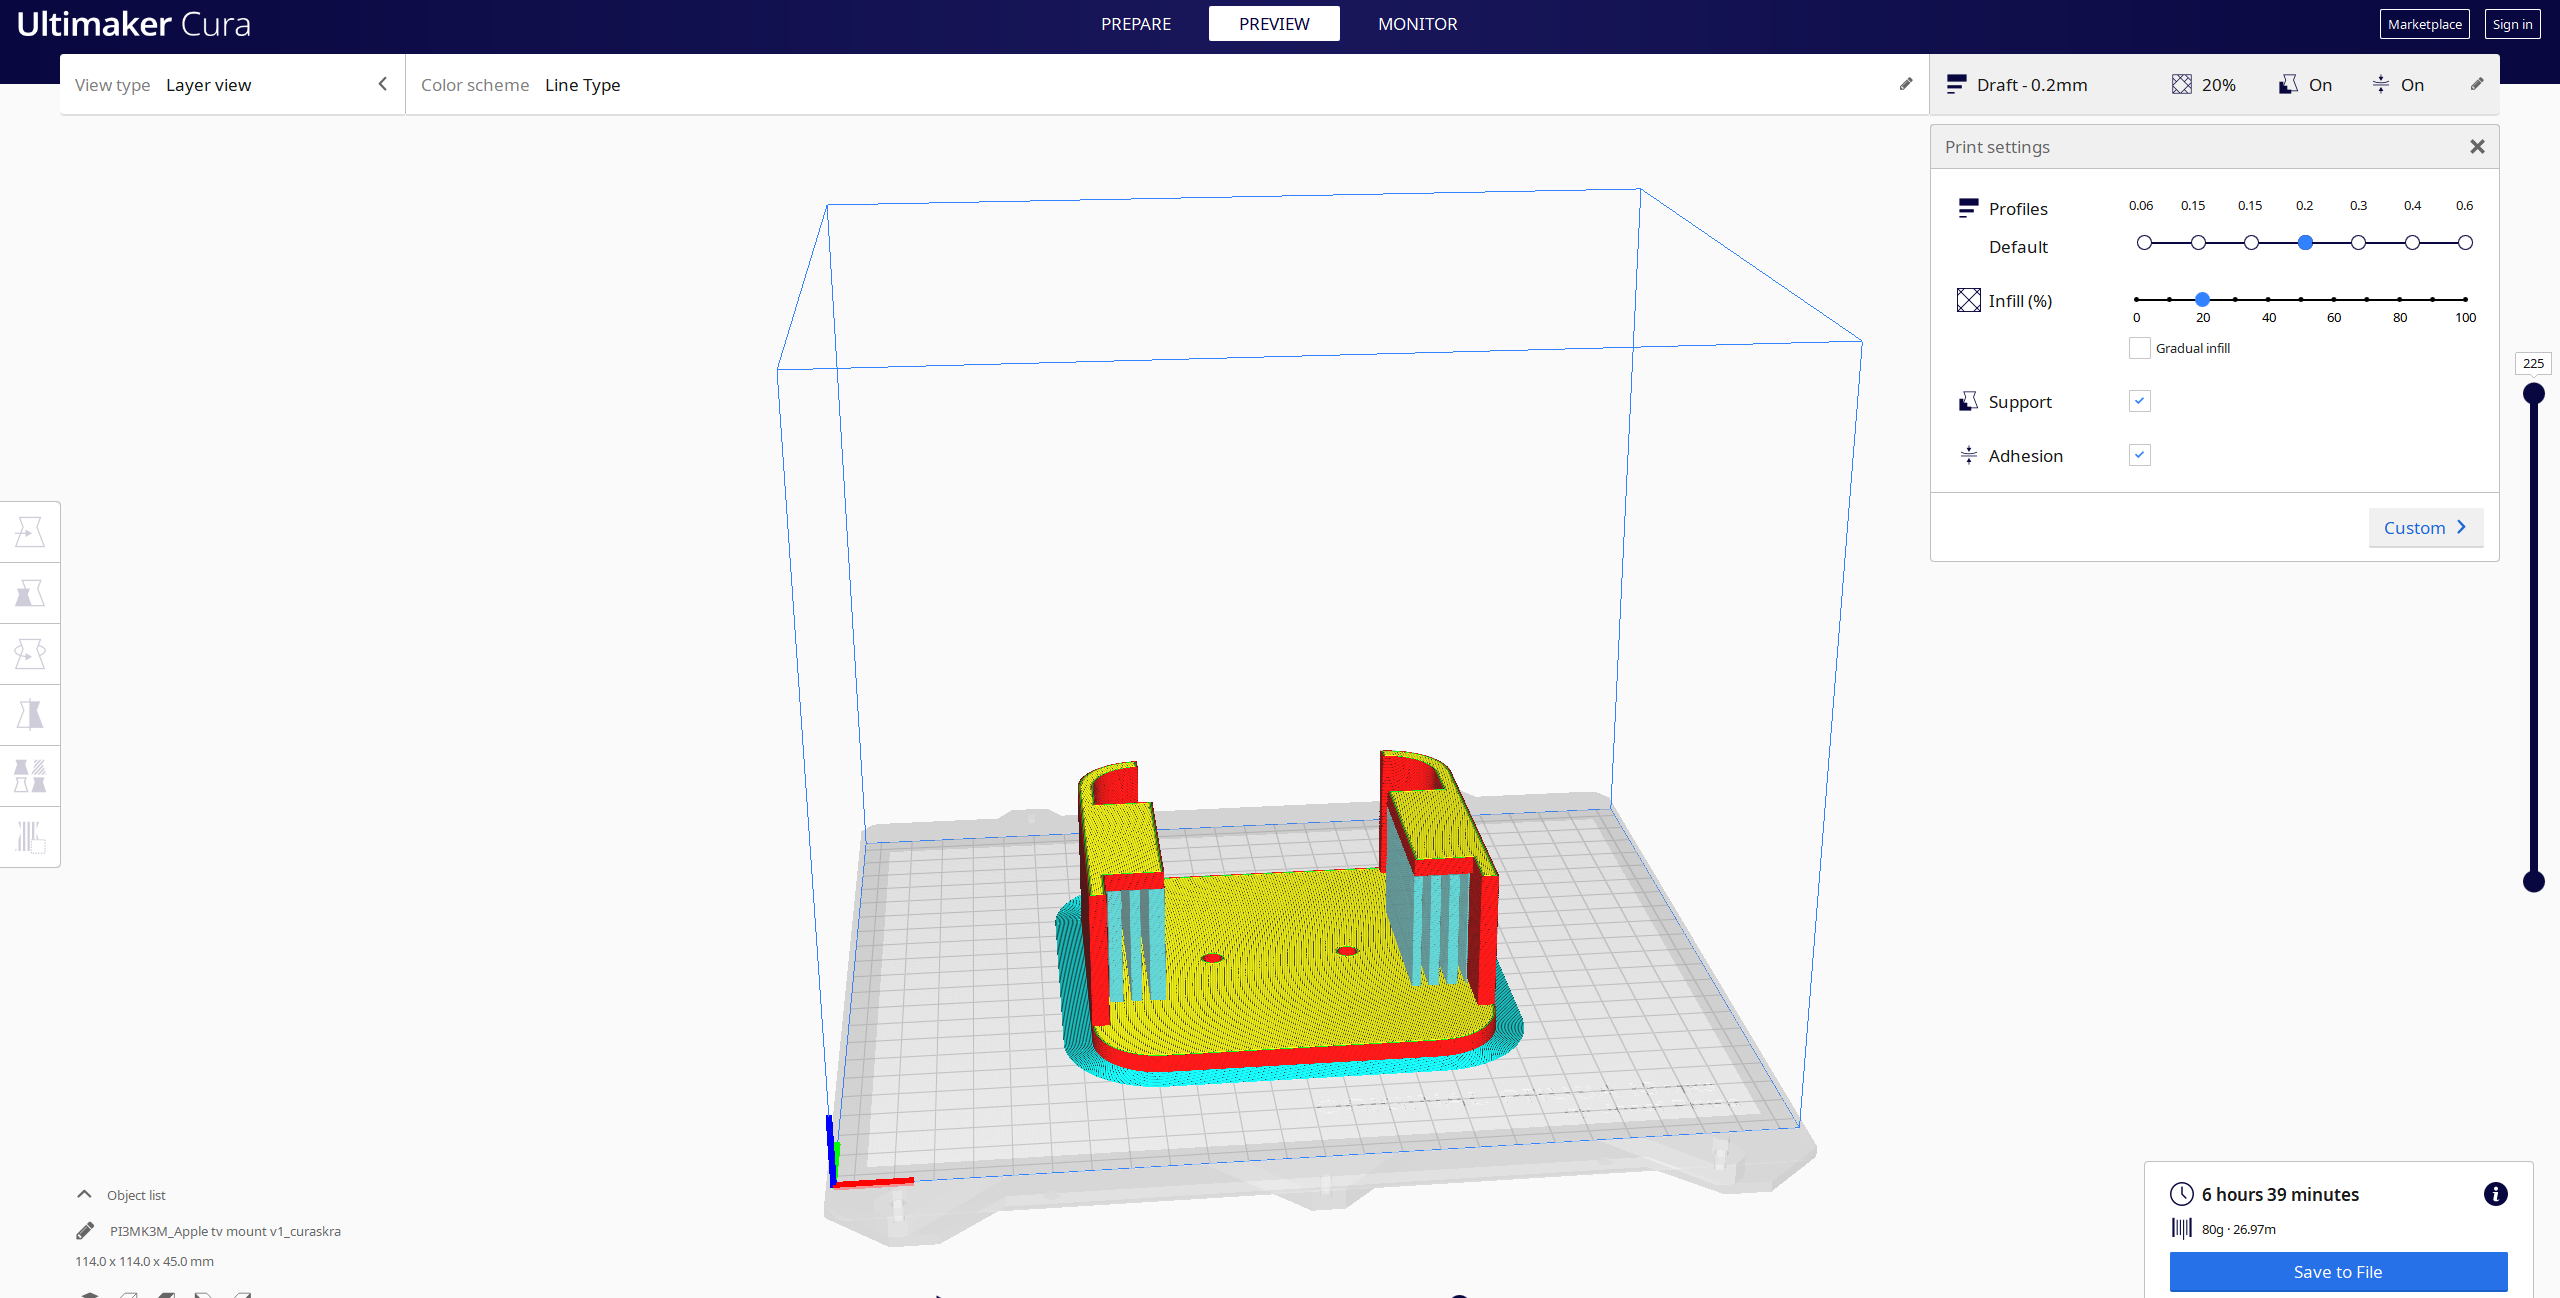 Ultimaker Cura
PREPARE
PREVIEW
MONITOR
Marketplace
Sign in
View type Layer view
Color scheme Line Type
Draft - 0.2mm
20%
On
On
Print settings
Profiles
0.06 0.15 0.15 0.2 0.3 0.4 0.6
Default
Infill (%)
0 20 40 60 80 100
Gradual infill
225
Support
Adhesion
Custom
Object list
PI3MK3M_Apple tv mount v1_curaskra
114.0 x 114.0 x 45.0 mm
6 hours 39 minutes
80g · 26.97m
Save to File